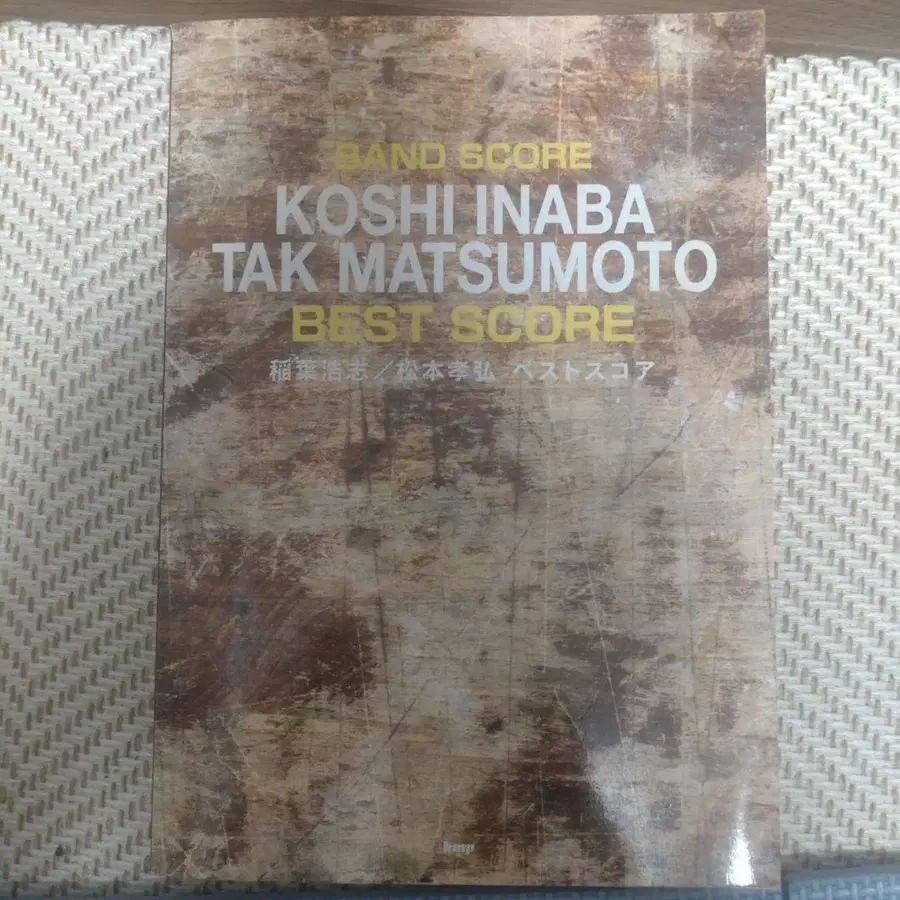 BAND SCORE
KOSHI INABA
TAK MATSUMOTO
BEST SCORE
稲葉浩志／松本孝弘 ベストスコア
kmp